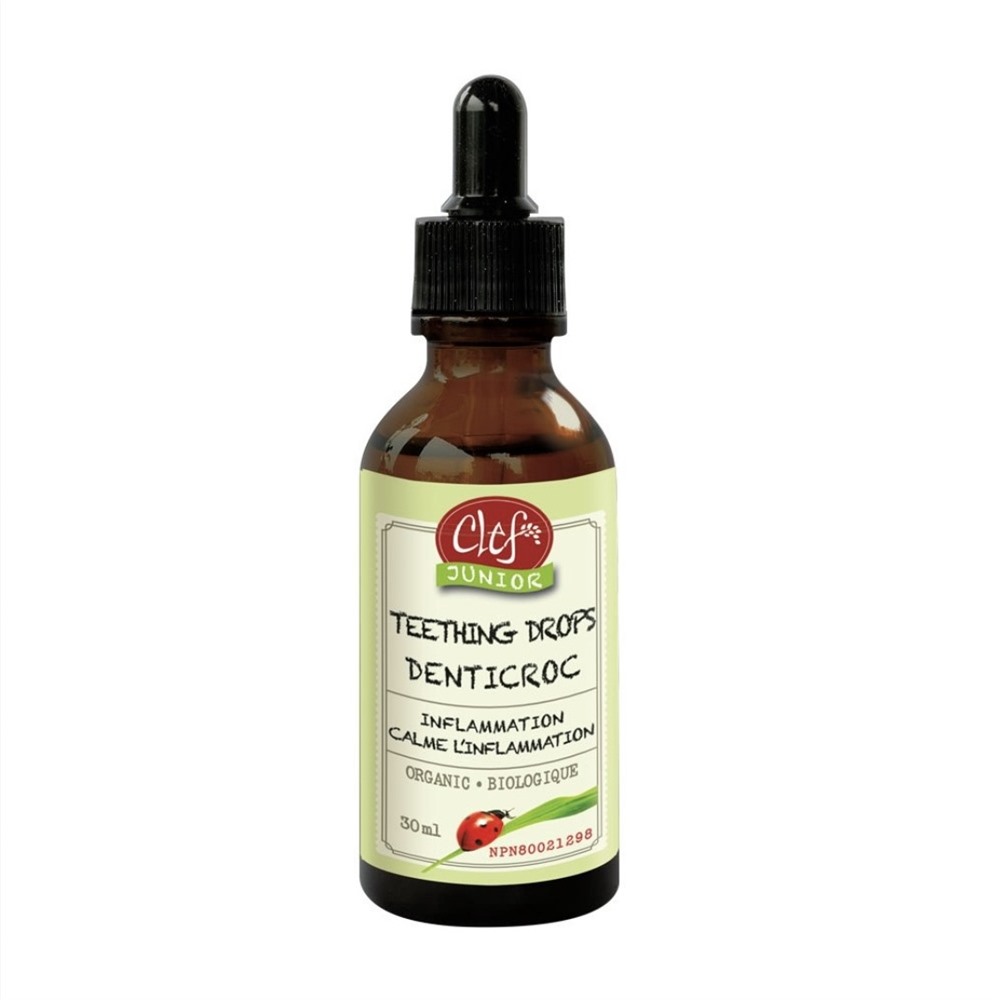 Clef
JUNIOR
TEETHING DROPS
DENTICROC
INFLAMMATION
CALME L'INFLAMMATION
ORGANIC • BIOLOGIQUE
30ml
NPN80021298